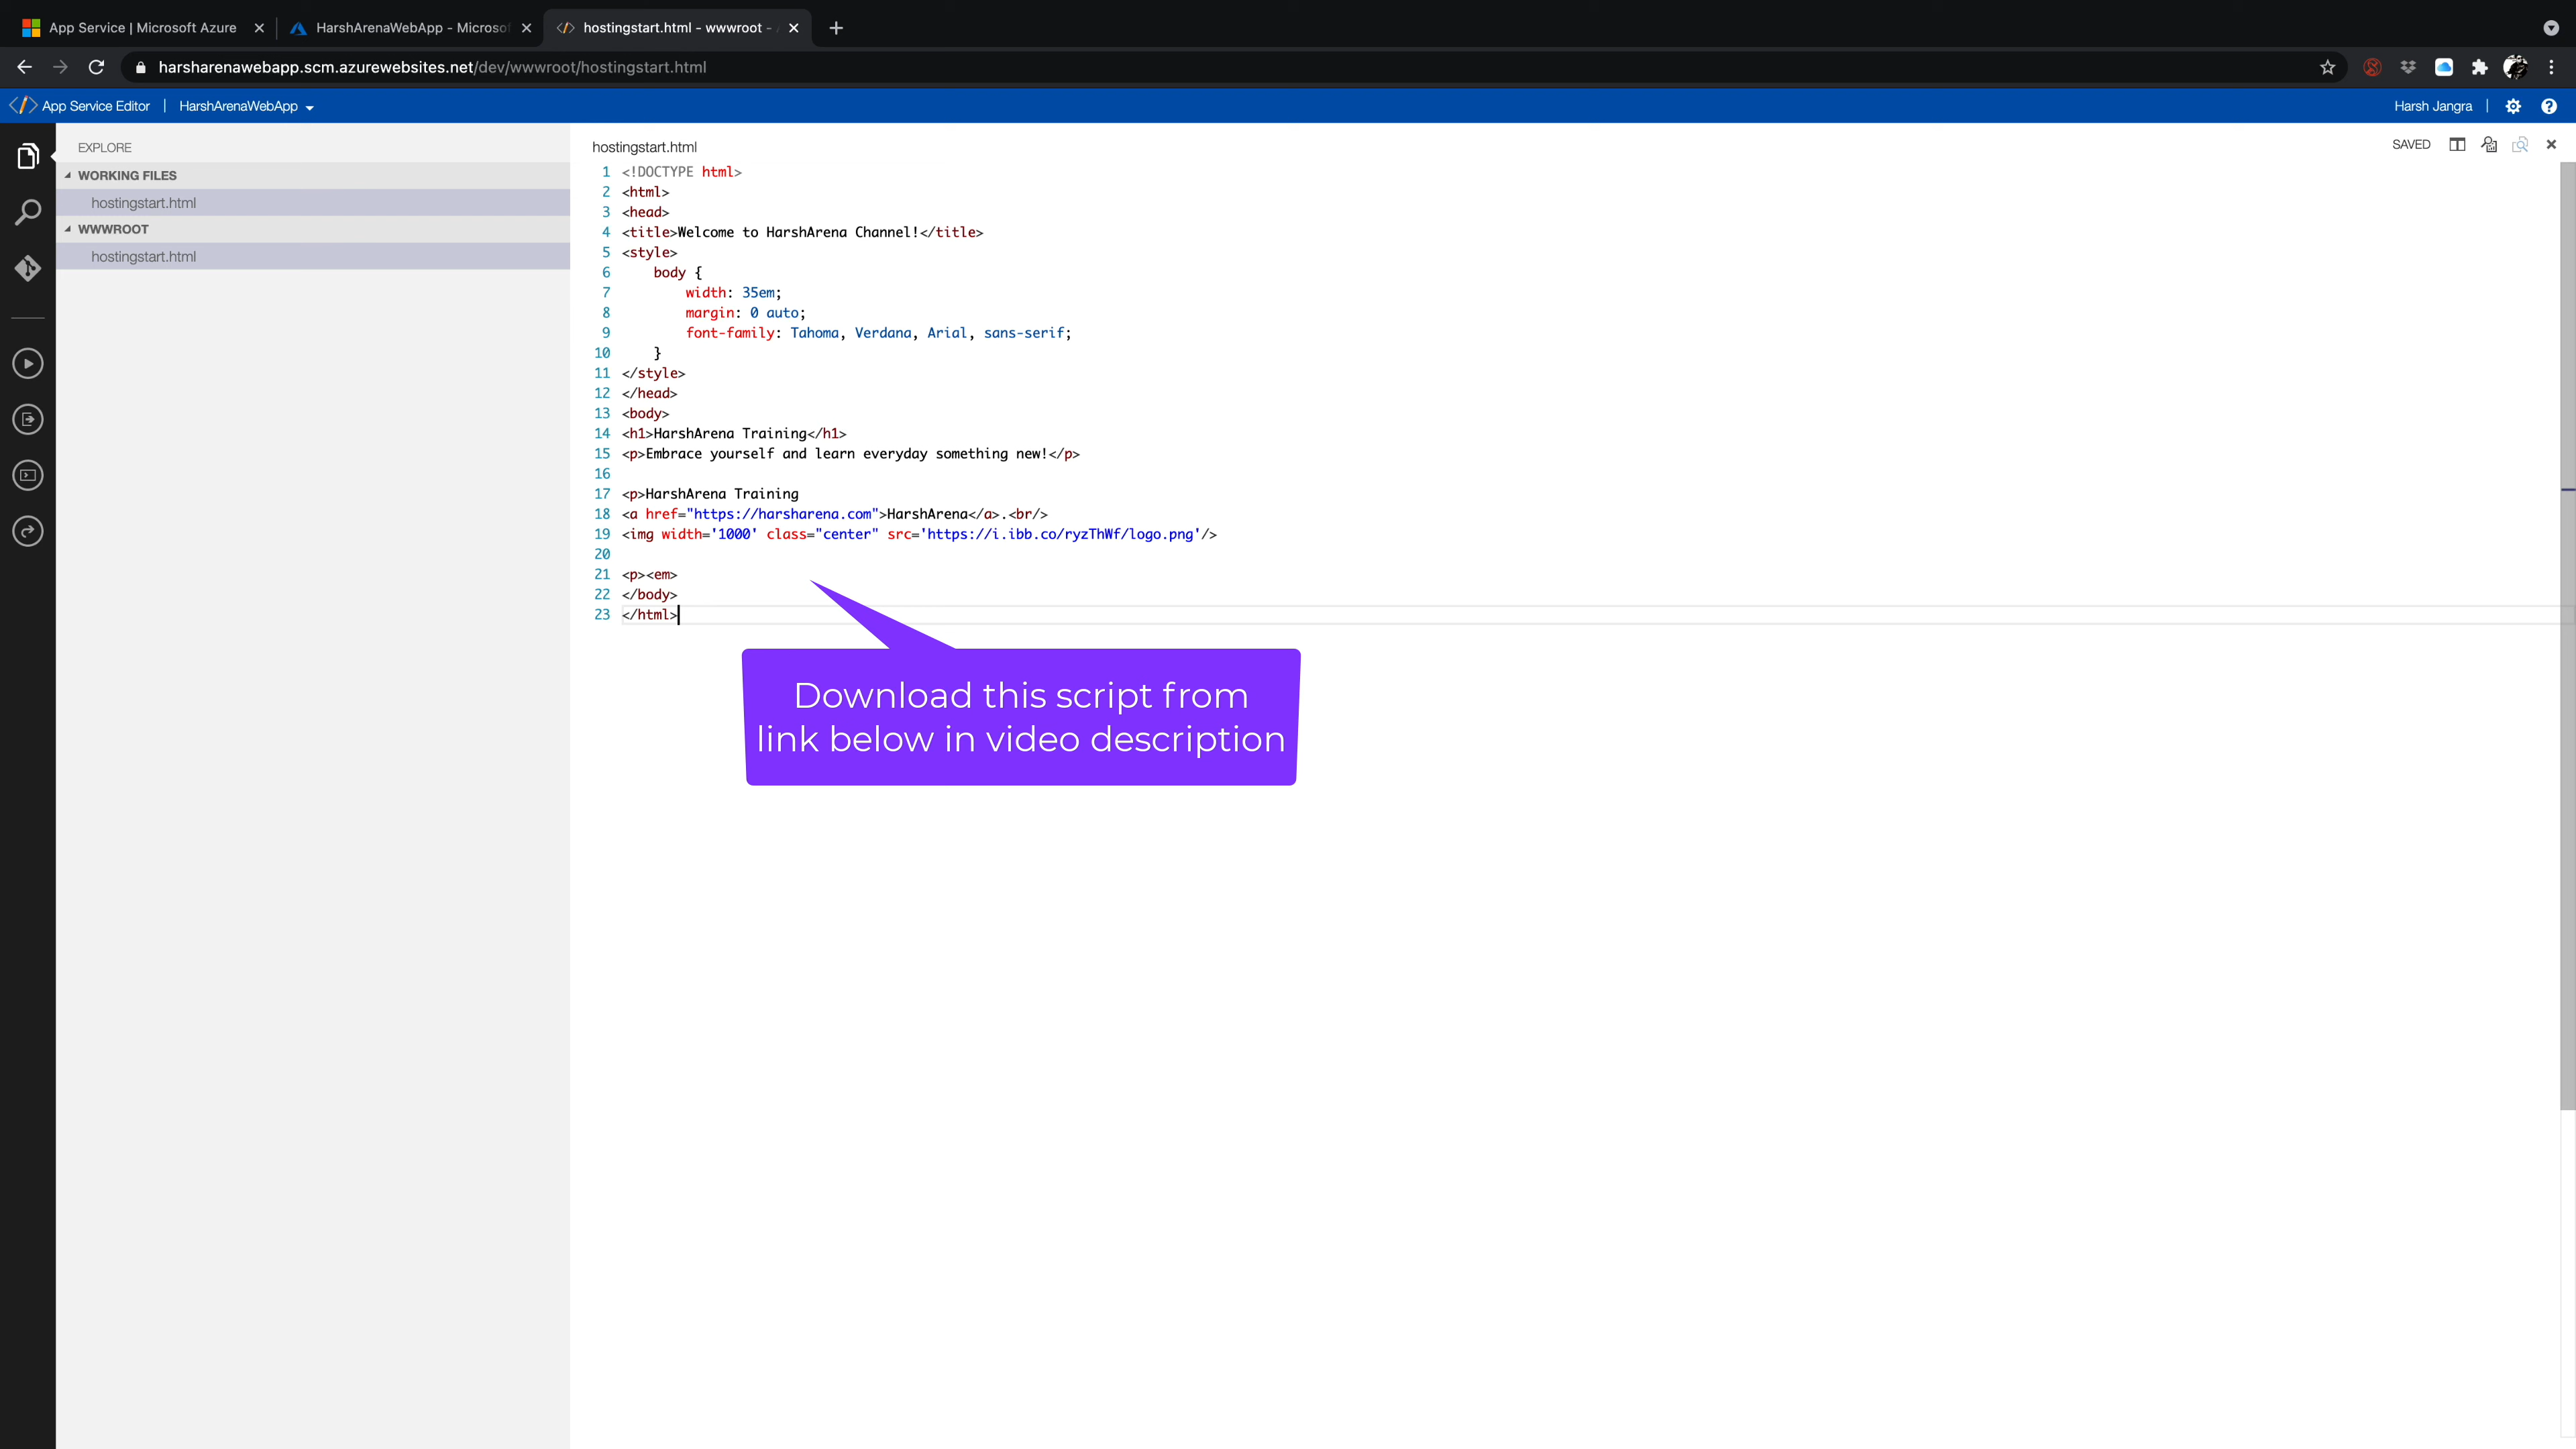 App Service | Microsoft Azure
HarshArenaWebApp - Microsof
hostingstart.html - wwwroot -
harsharenawebapp.scm.azurewebsites.net/dev/wwwroot/hostingstart.html
App Service Editor | HarshArenaWebApp
Harsh Jangra
EXPLORE
WORKING FILES
hostingstart.html
WWWROOT
hostingstart.html
hostingstart.html
SAVED
1 <!DOCTYPE html>
2 <html>
3 <head>
4 <title>Welcome to HarshArena Channel!</title>
5 <style>
6 body {
7 width: 35em;
8 margin: 0 auto;
9 font-family: Tahoma, Verdana, Arial, sans-serif;
10 }
11 </style>
12 </head>
13 <body>
14 <h1>HarshArena Training</h1>
15 <p>Embrace yourself and learn everyday something new!</p>
16
17 <p>HarshArena Training
18 <a href="https://harsharena.com">HarshArena</a>.<br/>
19 <img width='1000' class="center" src='https://i.ibb.co/ryzThWf/logo.png'/>
20
21 <p><em>
22 </body>
23 </html>
Download this script from
link below in video description